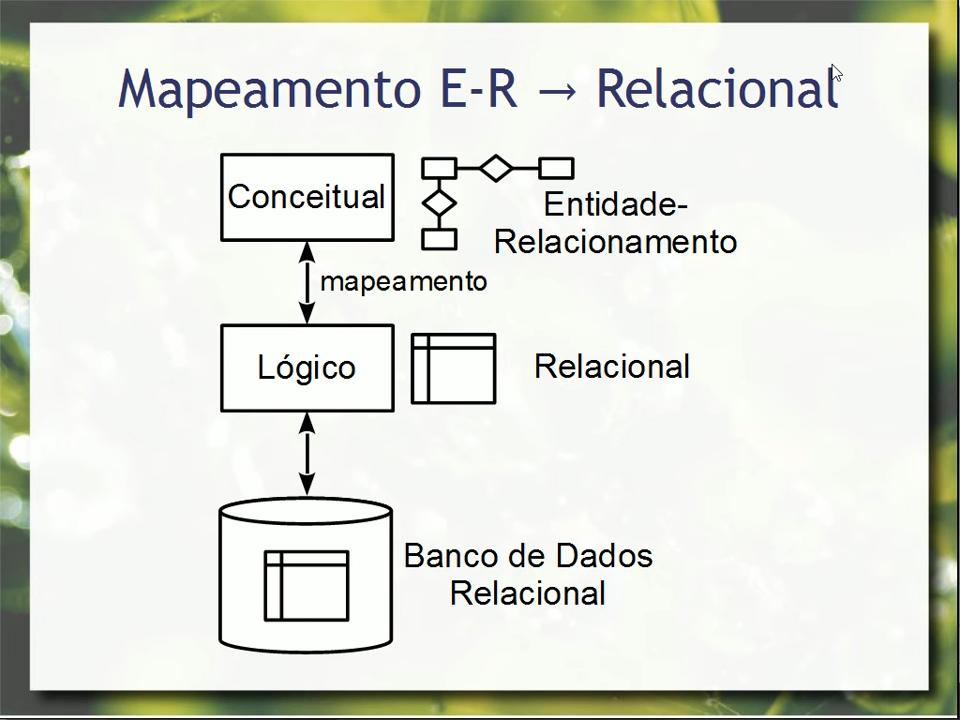 Mapeamento E-R → Relacional
Conceitual
Entidade-
Relacionamento
mapeamento
Lógico
Relacional
Banco de Dados
Relacional